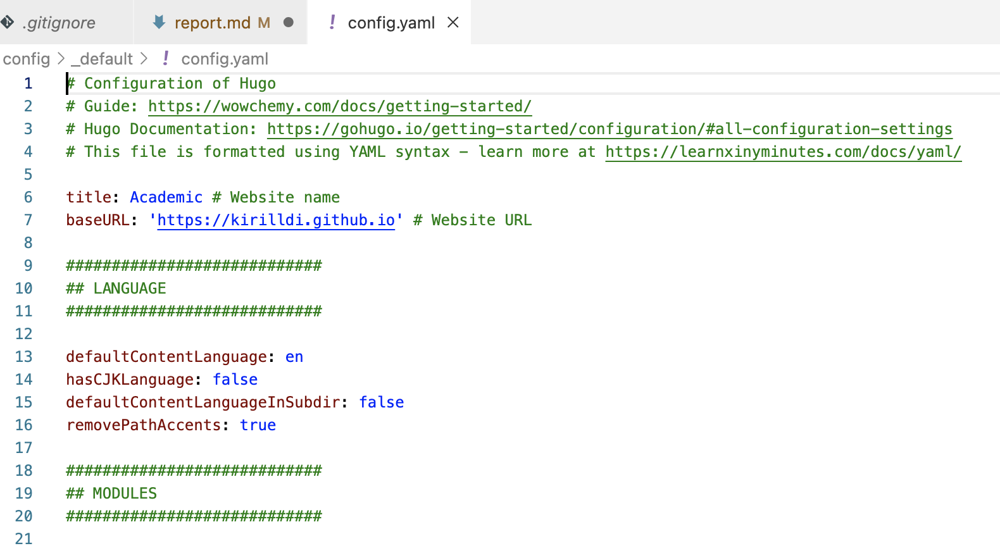 .gitignore report.md M config.yaml
config > _default > ! config.yaml
1 # Configuration of Hugo
2 # Guide: https://wowchemy.com/docs/getting-started/
3 # Hugo Documentation: https://gohugo.io/getting-started/configuration/#all-configuration-settings
4 # This file is formatted using YAML syntax - learn more at https://learnxinyminutes.com/docs/yaml/
5
6 title: Academic # Website name
7 baseURL: 'https://kirilldi.github.io' # Website URL
8
9 ############################
10 ## LANGUAGE
11 ############################
12
13 defaultContentLanguage: en
14 hasCJKLanguage: false
15 defaultContentLanguageInSubdir: false
16 removePathAccents: true
17
18 ############################
19 ## MODULES
20 ############################
21